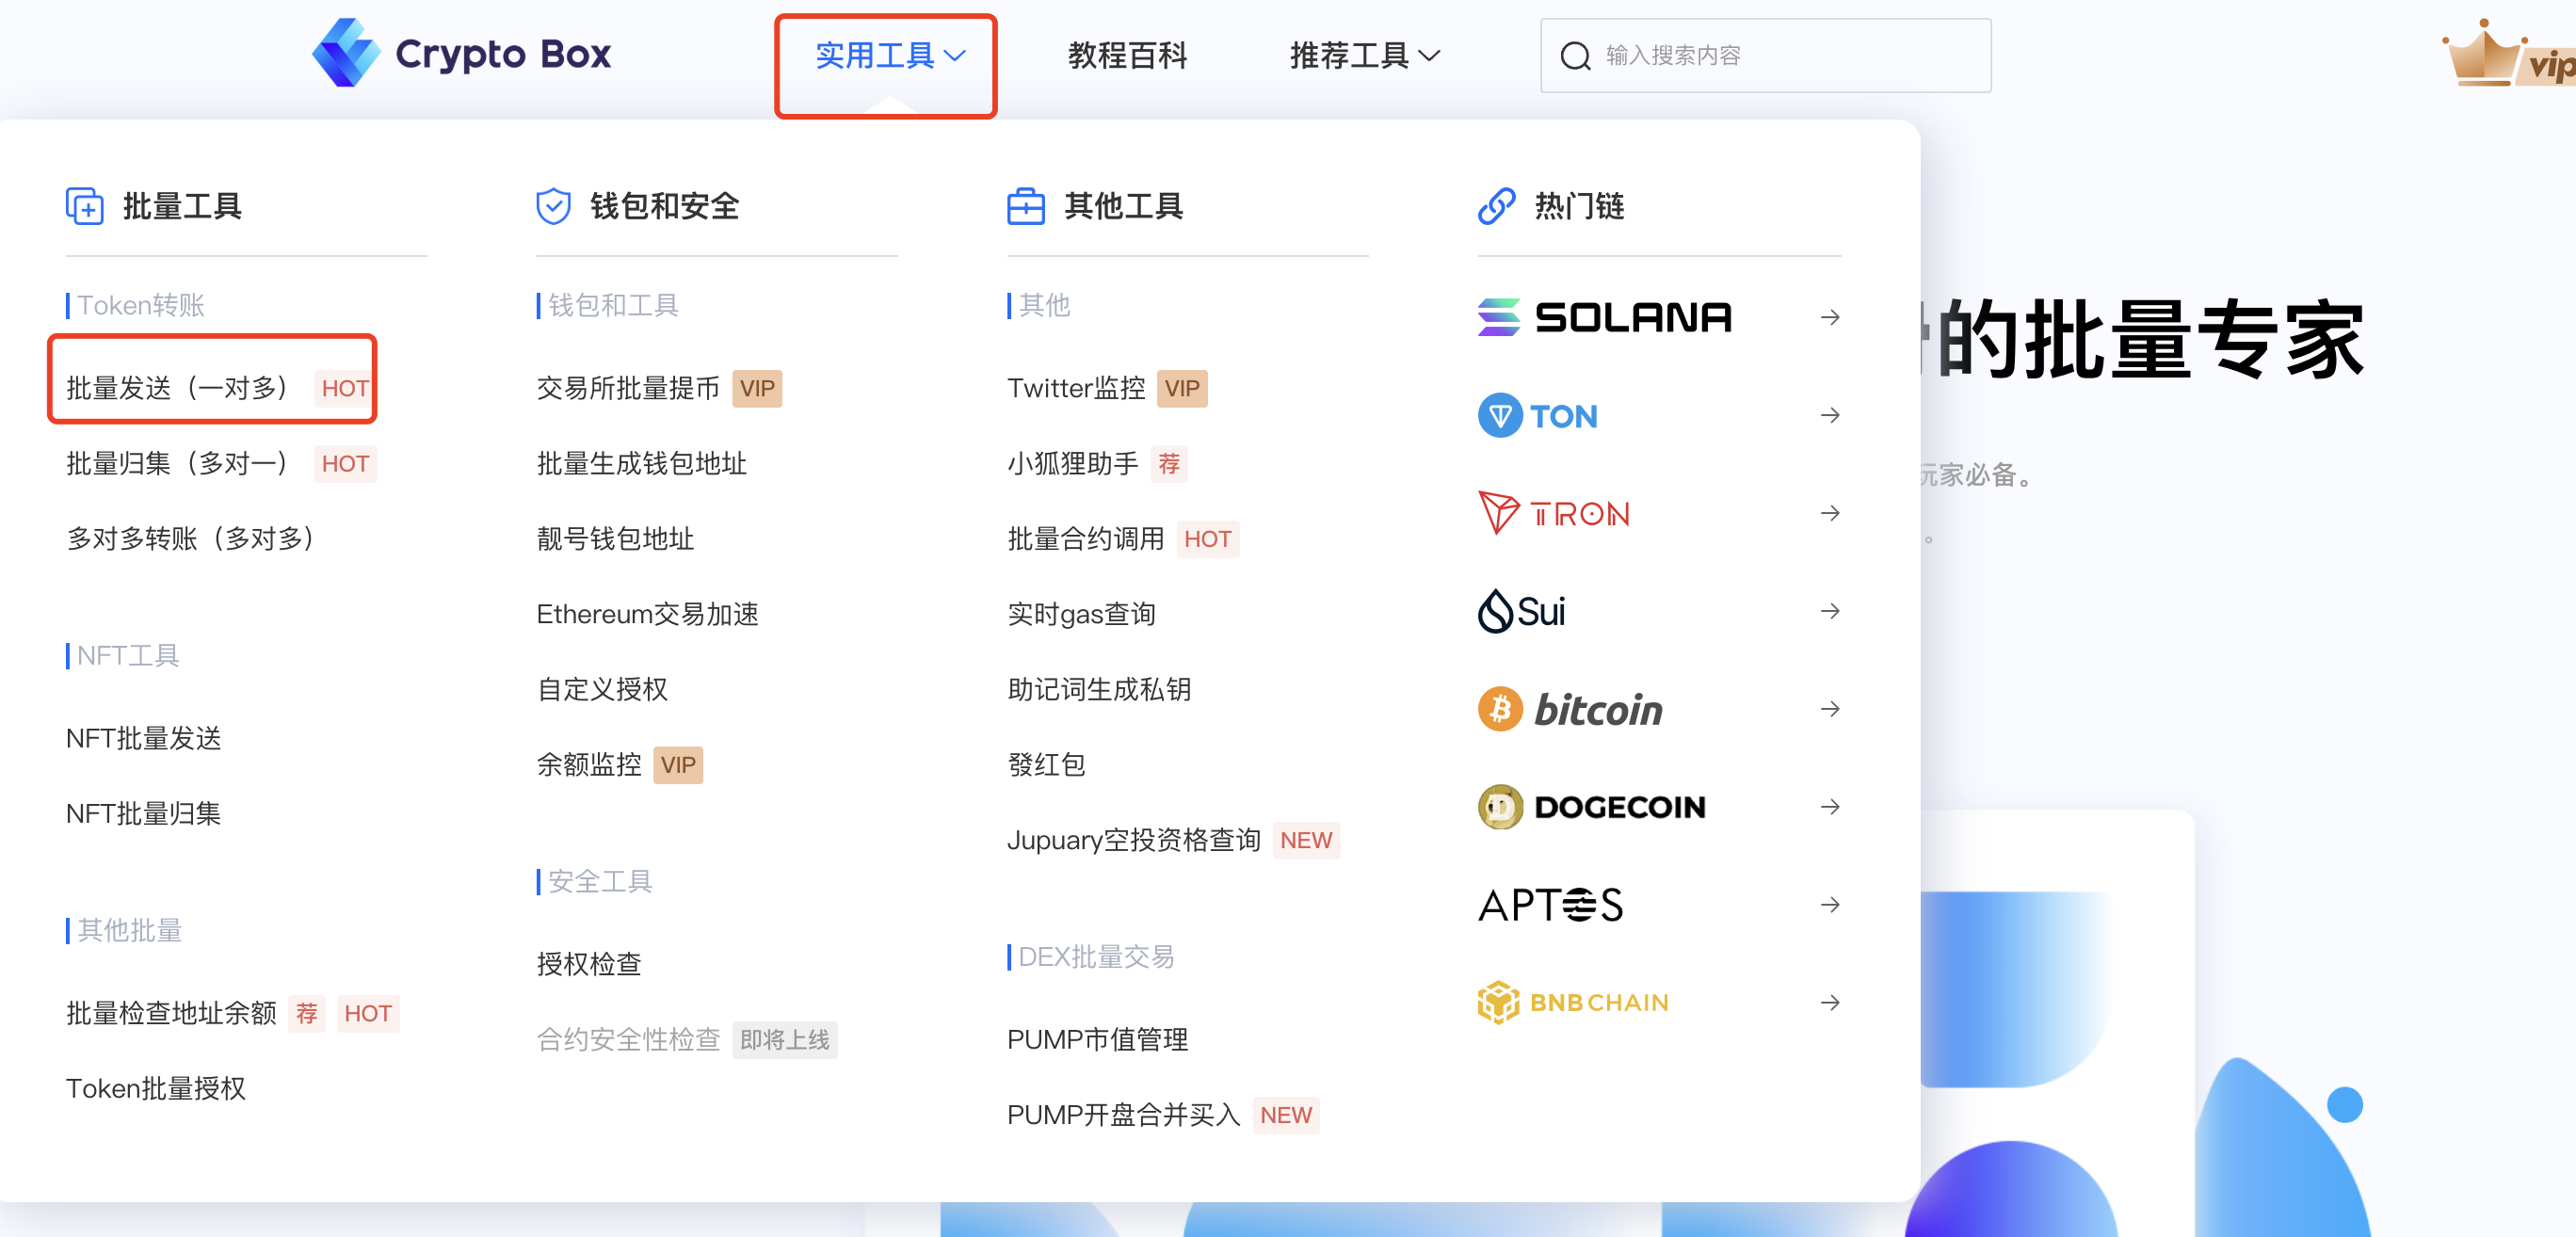 Crypto Box
实用工具
教程百科
推荐工具
输入搜索内容
vip
批量工具
Token转账
批量发送（一对多） HOT
批量归集（多对一） HOT
多对多转账（多对多）
NFT工具
NFT批量发送
NFT批量归集
其他批量
批量检查地址余额 荐 HOT
Token批量授权
钱包和安全
钱包和工具
交易所批量提币 VIP
批量生成钱包地址
靓号钱包地址
Ethereum交易加速
自定义授权
余额监控 VIP
安全工具
授权检查
合约安全性检查 即将上线
其他工具
其他
Twitter监控 VIP
小狐狸助手 荐
批量合约调用 HOT
实时gas查询
助记词生成私钥
發红包
Jupuary空投资格查询 NEW
DEX批量交易
PUMP市值管理
PUMP开盘合并买入 NEW
热门链
SOLANA
TON
TRON
Sui
bitcoin
DOGECOIN
APTOS
BNB CHAIN
的批量专家
玩家必备。
。